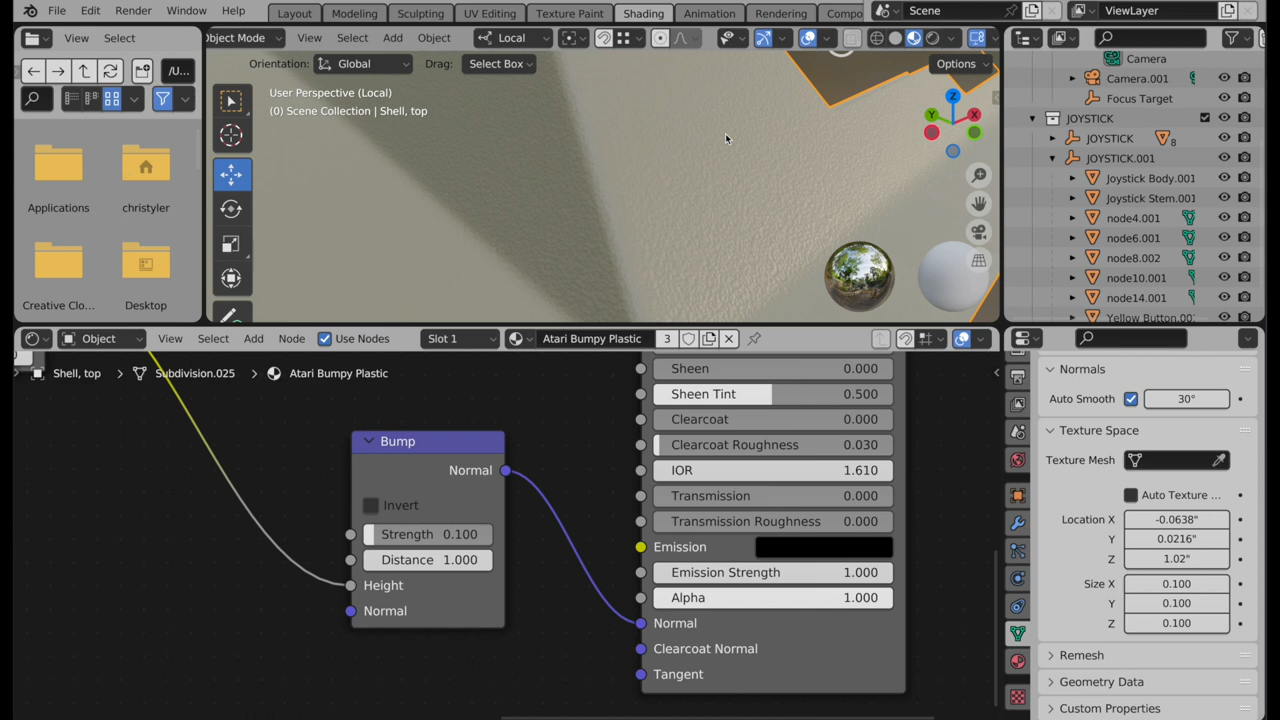 File Edit Render Window Help Layout Modeling Sculpting UV Editing Texture Paint Shading Animation Rendering Scene ViewLayer
View Select
Object Mode View Select Add Object Local
/U...
Orientation: Global Drag: Select Box Options
User Perspective (Local)
(0) Scene Collection | Shell, top
Z
Y
X
Applications
christyler
Creative Clo...
Desktop
Camera
Camera.001
Focus Target
JOYSTICK
JOYSTICK 8
JOYSTICK.001
Joystick Body.001
Joystick Stem.001
node4.001
node6.001
node8.002
node10.001
node14.001
Object View Select Add Node Use Nodes Slot 1 Atari Bumpy Plastic 3
Shell, top Subdivision.025 Atari Bumpy Plastic
Bump
Normal
Invert
Strength 0.100
Distance 1.000
Height
Normal
Sheen 0.000
Sheen Tint 0.500
Clearcoat 0.000
Clearcoat Roughness 0.030
IOR 1.610
Transmission 0.000
Transmission Roughness 0.000
Emission
Emission Strength 1.000
Alpha 1.000
Normal
Clearcoat Normal
Tangent
Normals
Auto Smooth 30°
Texture Space
Texture Mesh
Auto Texture ...
Location X -0.0638"
Y 0.0216"
Z 1.02"
Size X 0.100
Y 0.100
Z 0.100
Remesh
Geometry Data
Custom Properties